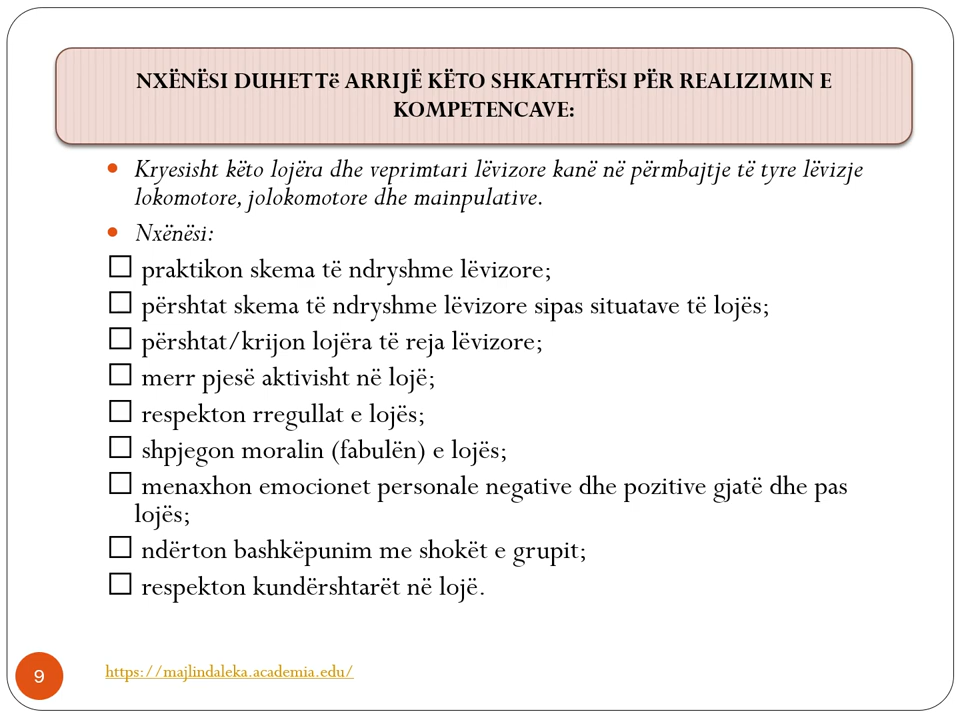 NXËNËSI DUHET Të ARRIJË KËTO SHKATHTËSI PËR REALIZIMIN E
KOMPETENCAVE:
• Kryesisht këto lojëra dhe veprimtari lëvizore kanë në përmbajtje të tyre lëvizje
lokomotore, jolokomotore dhe mainpulative.
• Nxënësi:
☐ praktikon skema të ndryshme lëvizore;
☐ përshtat skema të ndryshme lëvizore sipas situatave të lojës;
☐ përshtat/krijon lojëra të reja lëvizore;
☐ merr pjesë aktivisht në lojë;
☐ respekton rregullat e lojës;
☐ shpjegon moralin (fabulën) e lojës;
☐ menaxhon emocionet personale negative dhe pozitive gjatë dhe pas
lojës;
☐ ndërton bashkëpunim me shokët e grupit;
☐ respekton kundërshtarët në lojë.
9
https://majlindaleka.academia.edu/